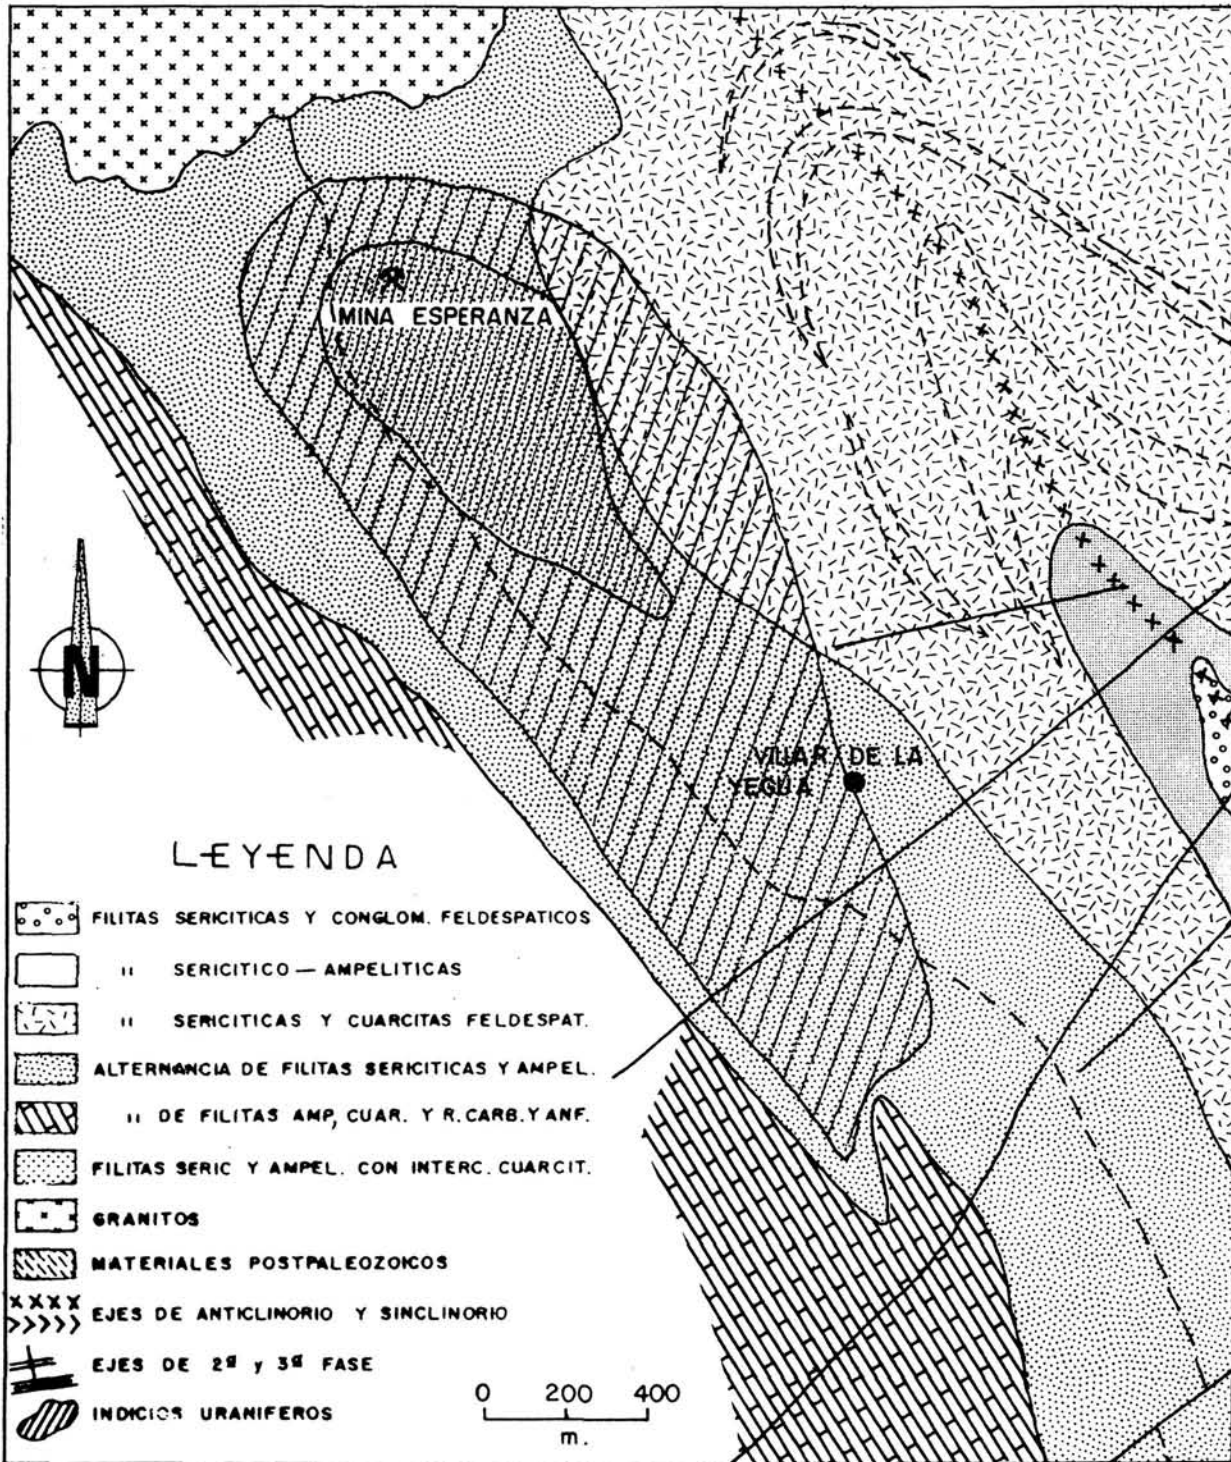 MINA ESPERANZA
N
VILLAR DE LA
YEGUA
LEYENDA
FILITAS SERICITICAS Y CONGLOM. FELDESPATICOS
" SERICITICO — AMPELITICAS
" SERICITICAS Y CUARCITAS FELDESPAT.
ALTERNANCIA DE FILITAS SERICITICAS Y AMPEL.
" DE FILITAS AMP, CUAR. Y R. CARB. Y ANF.
FILITAS SERIC Y AMPEL. CON INTERC. CUARCIT.
GRANITOS
MATERIALES POSTPALEOZOICOS
EJES DE ANTICLINORIO Y SINCLINORIO
EJES DE 2ª y 3ª FASE
INDICIOS URANIFEROS
0 200 400
m.